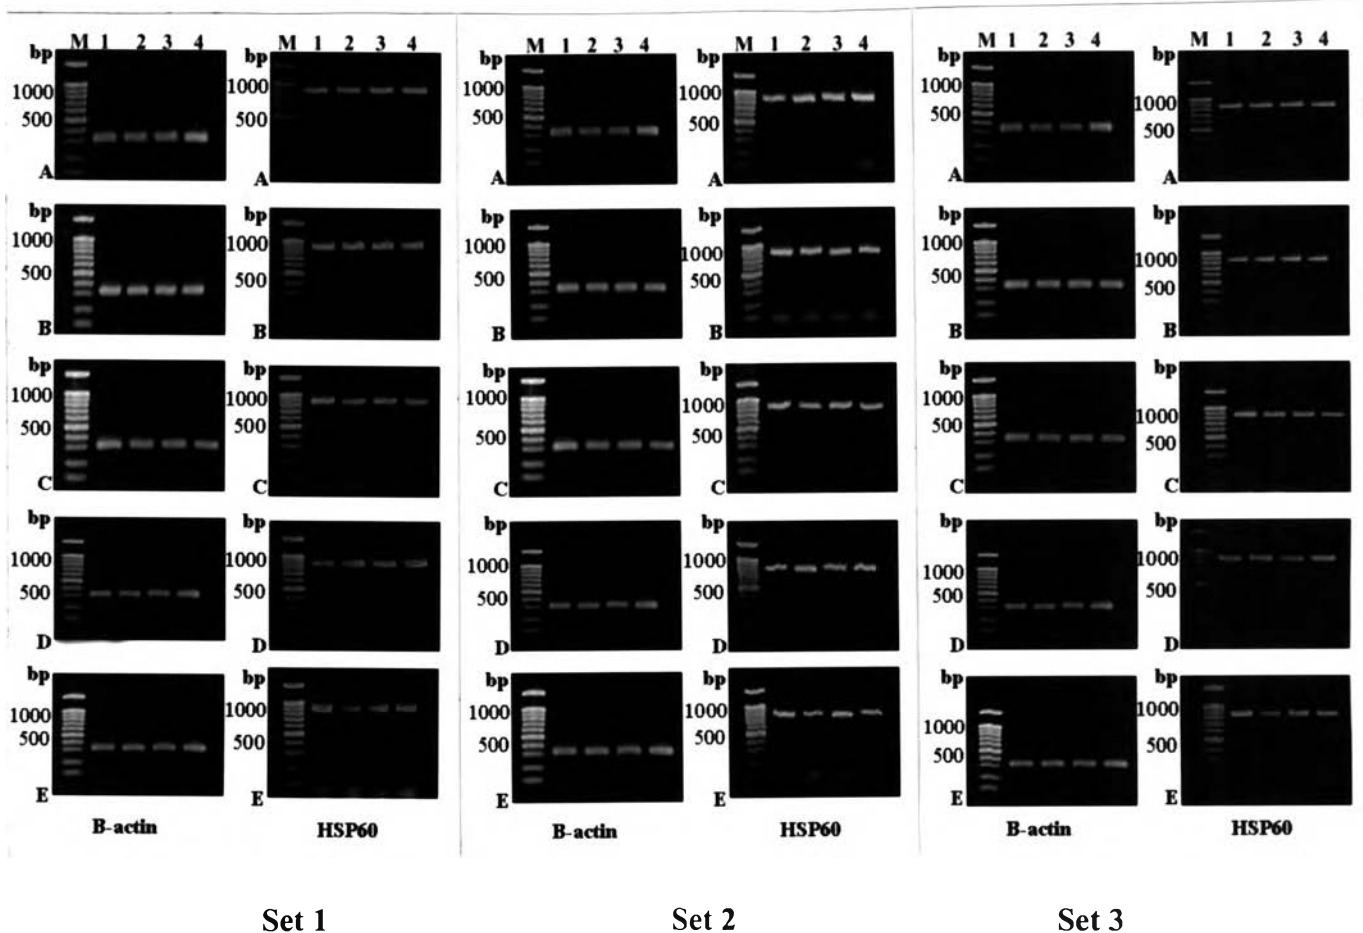 M 1 2 3 4 M 1 2 3 4 M 1 2 3 4 M 1 2 3 4 M 1 2 3 4 M 1 2 3 4
bp bp bp bp bp bp
1000 1000 1000 1000 1000 1000
500 500 500 500 500 500
A A A A A A
bp bp bp bp bp bp
1000 1000 1000 1000 1000 1000
500 500 500 500 500 500
B B B B B B
bp bp bp bp bp bp
1000 1000 1000 1000 1000 1000
500 500 500 500 500 500
C C C C C C
bp bp bp bp bp bp
1000 1000 1000 1000 1000 1000
500 500 500 500 500 500
D D D D D D
bp bp bp bp bp bp
1000 1000 1000 1000 1000 1000
500 500 500 500 500 500
E E E E E E
B-actin HSP60 B-actin HSP60 B-actin HSP60
Set 1 Set 2 Set 3